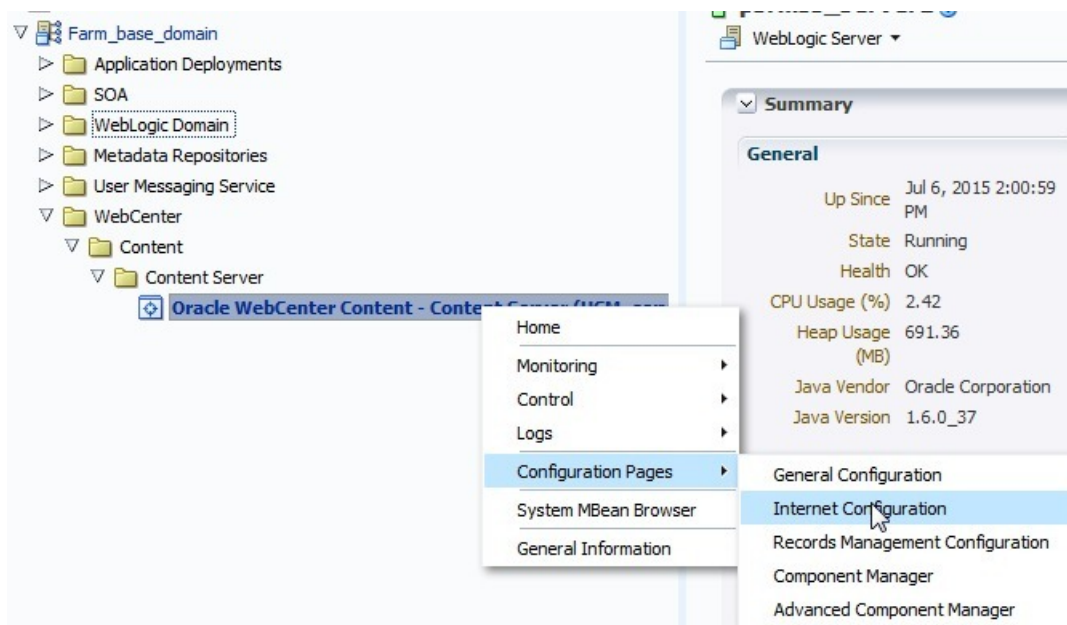 Farm_base_domain
Application Deployments
SOA
WebLogic Domain
Metadata Repositories
User Messaging Service
WebCenter
Content
Content Server
Oracle WebCenter Content - Content Server
Home
Monitoring
Control
Logs
Configuration Pages
System MBean Browser
General Information
General Configuration
Internet Configuration
Records Management Configuration
Component Manager
Advanced Component Manager
WebLogic Server
Summary
General
Up Since Jul 6, 2015 2:00:59
PM
State Running
Health OK
CPU Usage (%) 2.42
Heap Usage 691.36
(MB)
Java Vendor Oracle Corporation
Java Version 1.6.0_37